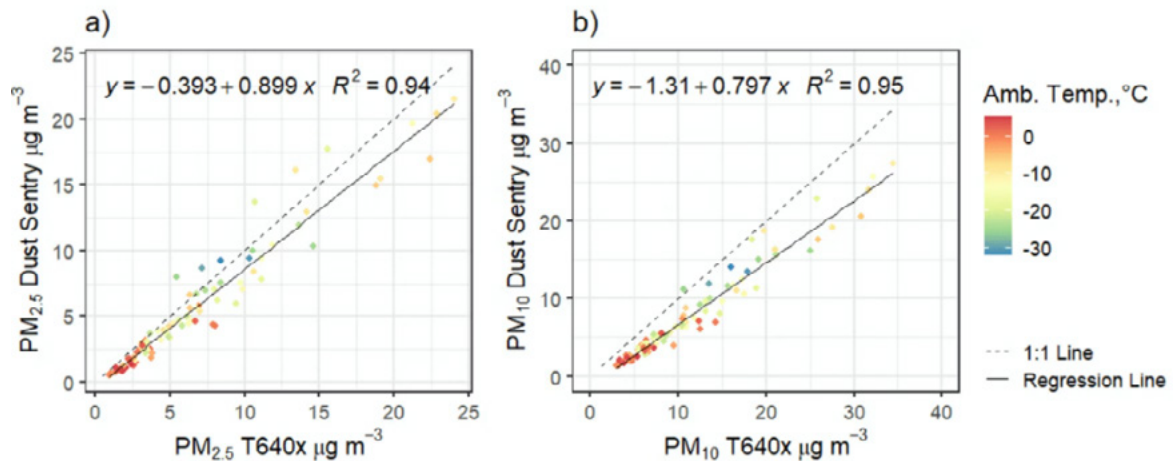 a)
y = −0.393 + 0.899 x R² = 0.94
PM₂.₅ Dust Sentry μg m⁻³
25
20
15
10
5
0
0 5 10 15 20 25
PM₂.₅ T640x μg m⁻³
b)
y = −1.31 + 0.797 x R² = 0.95
PM₁₀ Dust Sentry μg m⁻³
40
30
20
10
0
0 10 20 30 40
PM₁₀ T640x μg m⁻³
Amb. Temp.,°C
0
-10
-20
-30
1:1 Line
Regression Line